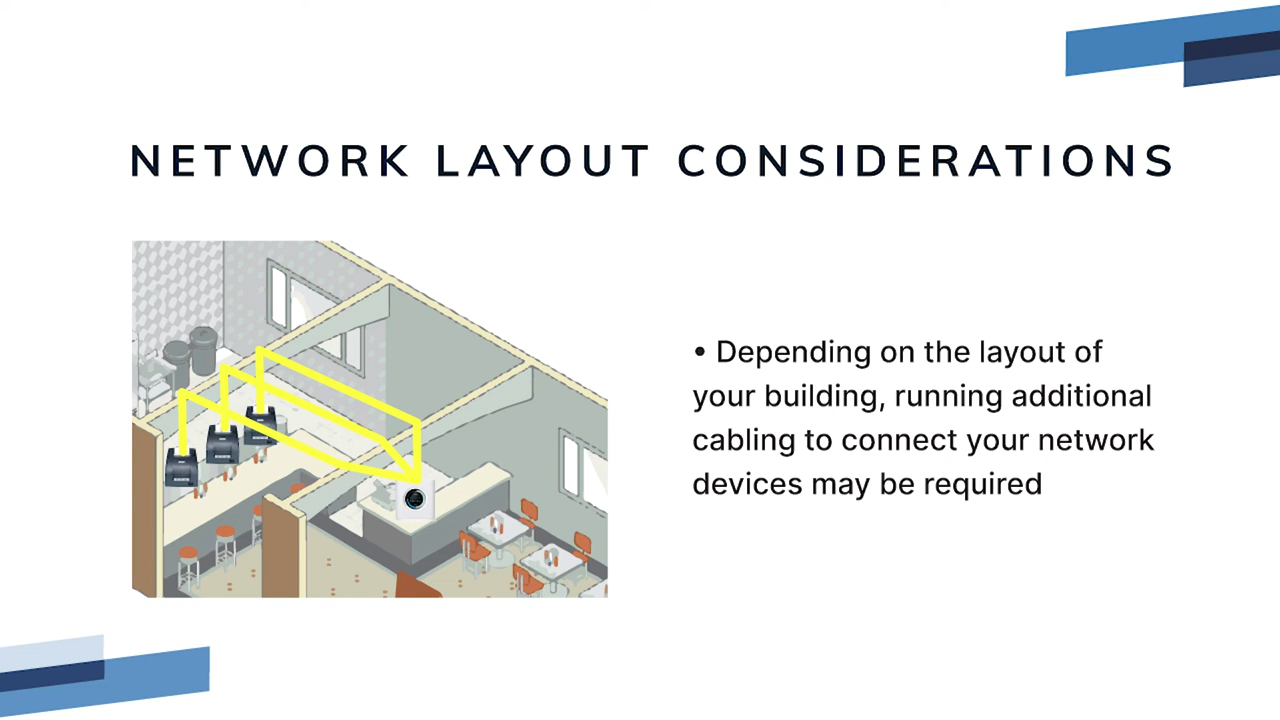 NETWORK LAYOUT CONSIDERATIONS
• Depending on the layout of
your building, running additional
cabling to connect your network
devices may be required